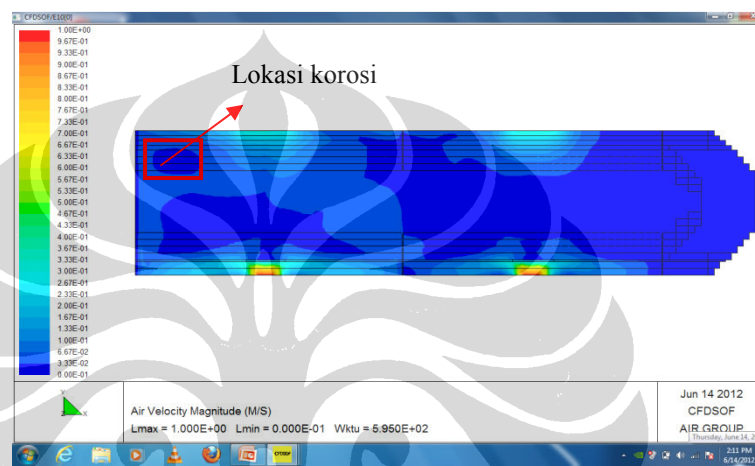 CFDSOF/E10[0]
1.00E+00
9.67E-01
9.33E-01
9.00E-01
8.67E-01
8.33E-01
8.00E-01
7.67E-01
7.33E-01
7.00E-01
6.67E-01
6.33E-01
6.00E-01
5.67E-01
5.33E-01
5.00E-01
4.67E-01
4.33E-01
4.00E-01
3.67E-01
3.33E-01
3.00E-01
2.67E-01
2.33E-01
2.00E-01
1.67E-01
1.33E-01
1.00E-01
6.67E-02
3.33E-02
0.00E-01
Lokasi korosi
Y
Z
X
Air Velocity Magnitude (M/S)
Lmax = 1.000E+00 Lmin = 0.000E-01 Wktu = 5.950E+02
Jun 14 2012
CFDSOF
AIR GROUP
Thursday, June 14, 2
2:11 PM
6/14/2012